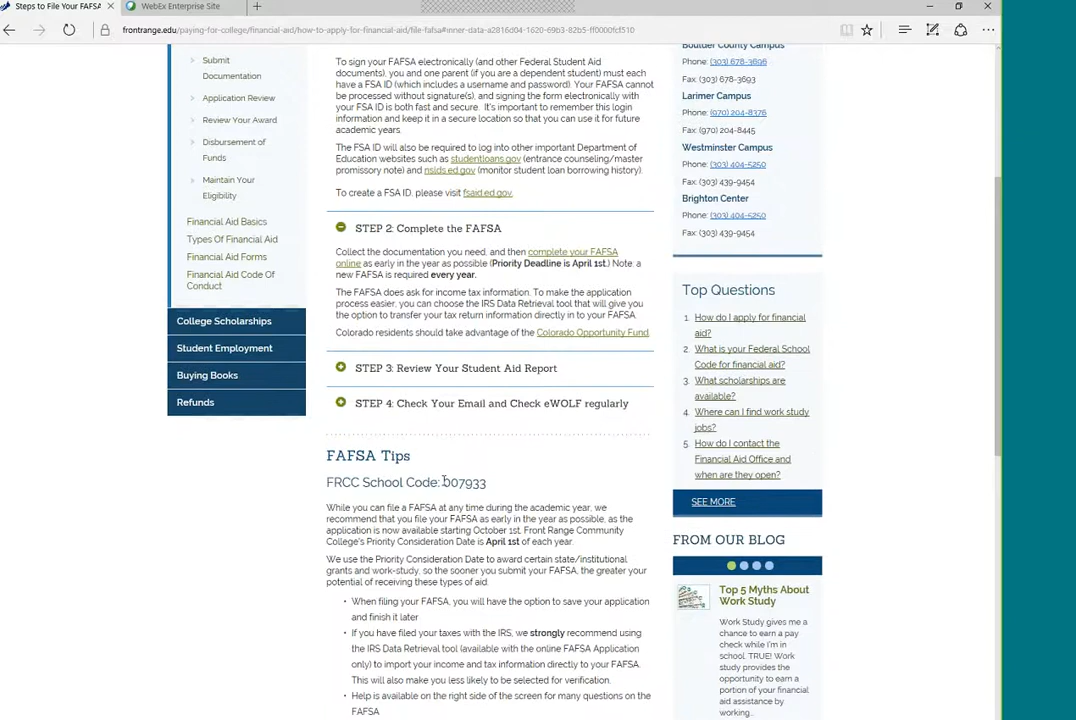 Steps to File Your FAFSA
WebEx Enterprise Site
frontrange.edu/paying-for-college/financial-aid/how-to-apply-for-financial-aid/file-fafsa#inner-data-a2816d04-1620-69b3-82b5-ff0000fcf510
Submit
Documentation
Application Review
Review Your Award
Disbursement of
Funds
Maintain Your
Eligibility
Financial Aid Basics
Types Of Financial Aid
Financial Aid Forms
Financial Aid Code Of
Conduct
College Scholarships
Student Employment
Buying Books
Refunds
To sign your FAFSA electronically (and other Federal Student Aid
documents), you and one parent (if you are a dependent student) must each
have a FSA ID (which includes a username and password). Your FAFSA cannot
be processed without signature(s), and signing the form electronically with
your FSA ID is both fast and secure. It's important to remember this login
information and keep it in a secure location so that you can use it for future
academic years.
The FSA ID will also be required to log into other important Department of
Education websites such as studentloans.gov (entrance counseling/master
promissory note) and nslds.ed.gov (monitor student loan borrowing history).
To create a FSA ID, please visit fsaid.ed.gov.
STEP 2: Complete the FAFSA
Collect the documentation you need, and then complete your FAFSA
online as early in the year as possible (Priority Deadline is April 1st.) Note: a
new FAFSA is required every year.
The FAFSA does ask for income tax information. To make the application
process easier, you can choose the IRS Data Retrieval tool that will give you
the option to transfer your tax return information directly in to your FAFSA.
Colorado residents should take advantage of the Colorado Opportunity Fund.
STEP 3: Review Your Student Aid Report
STEP 4: Check Your Email and Check eWOLF regularly
FAFSA Tips
FRCC School Code: 007933
While you can file a FAFSA at any time during the academic year, we
recommend that you file your FAFSA as early in the year as possible, as the
application is now available starting October 1st. Front Range Community
College's Priority Consideration Date is April 1st of each year.
We use the Priority Consideration Date to award certain state/institutional
grants and work-study, so the sooner you submit your FAFSA, the greater your
potential of receiving these types of aid.
• When filing your FAFSA, you will have the option to save your application
and finish it later
• If you have filed your taxes with the IRS, we strongly recommend using
the IRS Data Retrieval tool (available with the online FAFSA Application
only) to import your income and tax information directly to your FAFSA.
This will also make you less likely to be selected for verification.
• Help is available on the right side of the screen for many questions on the
FAFSA
Boulder County Campus
Phone: (303) 678-3696
Fax: (303) 678-3693
Larimer Campus
Phone: (970) 204-8376
Fax: (970) 204-8445
Westminster Campus
Phone: (303) 404-5250
Fax: (303) 439-9454
Brighton Center
Phone: (303) 404-5250
Fax: (303) 439-9454
Top Questions
1. How do I apply for financial
aid?
2. What is your Federal School
Code for financial aid?
3. What scholarships are
available?
4. Where can I find work study
jobs?
5. How do I contact the
Financial Aid Office and
when are they open?
SEE MORE
FROM OUR BLOG
Top 5 Myths About
Work Study
Work Study gives me a
chance to earn a pay
check while I'm in
school. TRUE! Work
study provides the
opportunity to earn a
portion of your financial
aid assistance by
working...